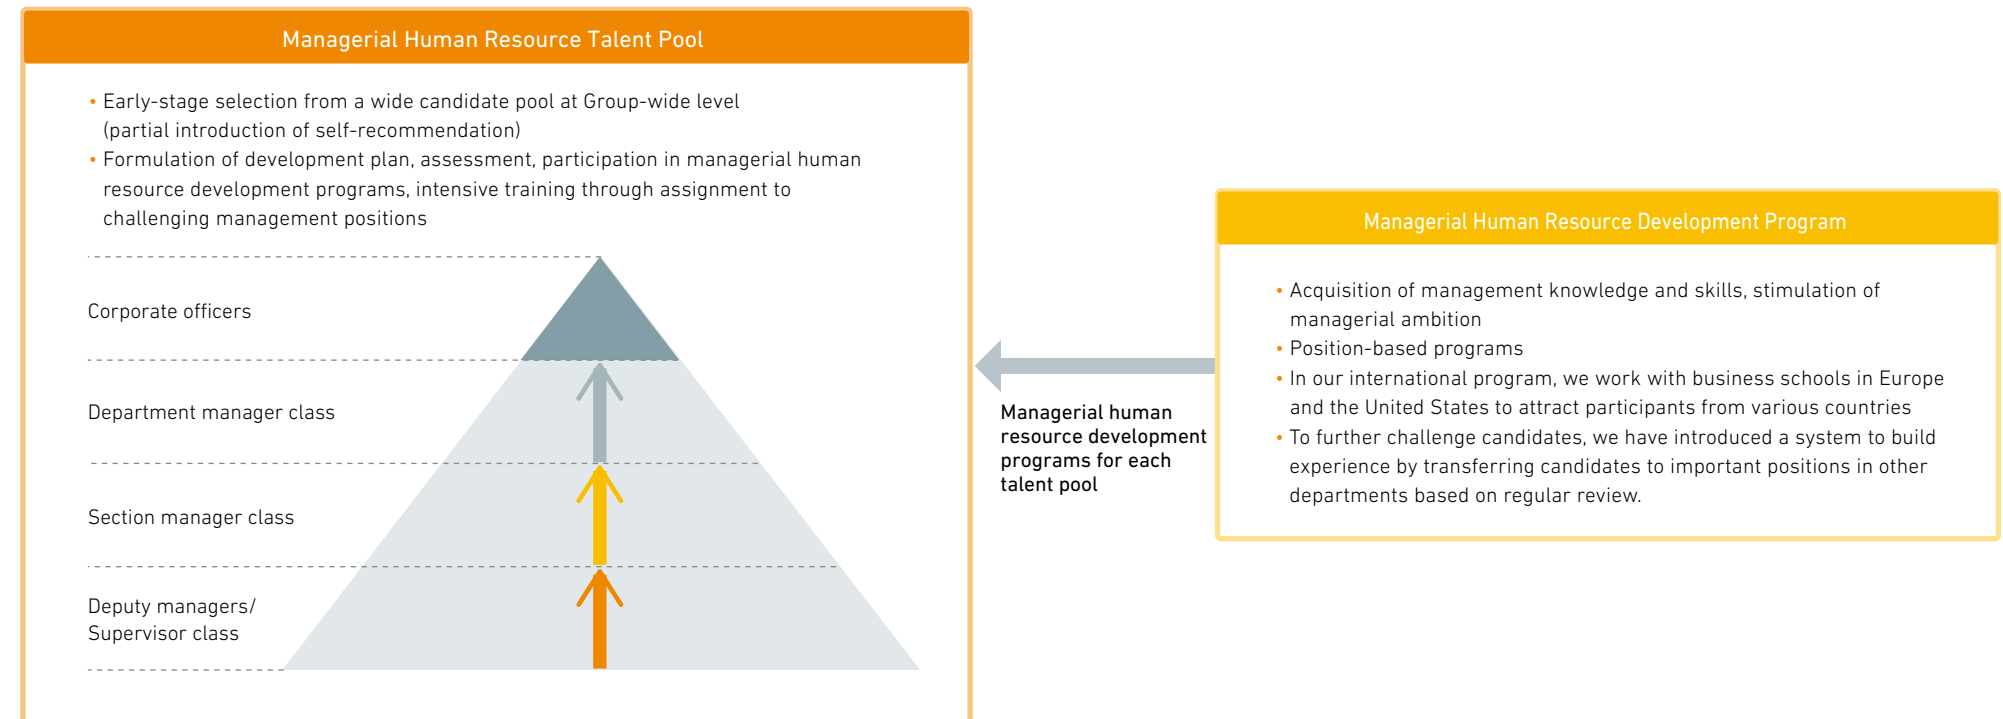 Managerial Human Resource Talent Pool
• Early-stage selection from a wide candidate pool at Group-wide level
(partial introduction of self-recommendation)
• Formulation of development plan, assessment, participation in managerial human
resource development programs, intensive training through assignment to
challenging management positions
Corporate officers
Department manager class
Section manager class
Deputy managers/
Supervisor class
Managerial human
resource development
programs for each
talent pool
Managerial Human Resource Development Program
• Acquisition of management knowledge and skills, stimulation of
managerial ambition
• Position-based programs
• In our international program, we work with business schools in Europe
and the United States to attract participants from various countries
• To further challenge candidates, we have introduced a system to build
experience by transferring candidates to important positions in other
departments based on regular review.